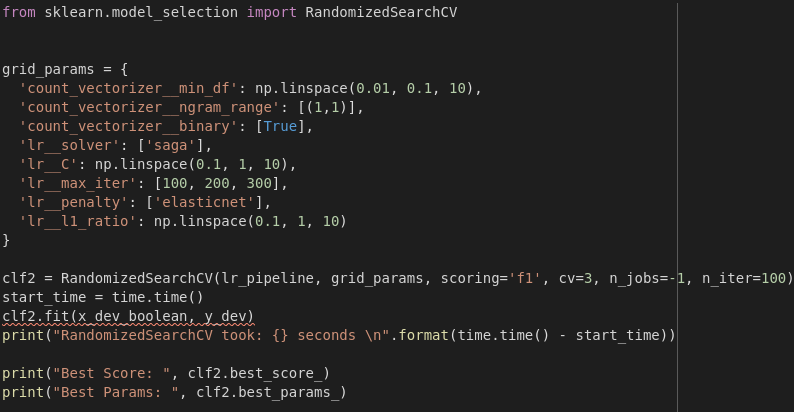 from sklearn.model_selection import RandomizedSearchCV
grid_params = {
  'count_vectorizer__min_df': np.linspace(0.01, 0.1, 10),
  'count_vectorizer__ngram_range': [(1,1)],
  'count_vectorizer__binary': [True],
  'lr__solver': ['saga'],
  'lr__C': np.linspace(0.1, 1, 10),
  'lr__max_iter': [100, 200, 300],
  'lr__penalty': ['elasticnet'],
  'lr__l1_ratio': np.linspace(0.1, 1, 10)
}
clf2 = RandomizedSearchCV(lr_pipeline, grid_params, scoring='f1', cv=3, n_jobs=-1, n_iter=100)
start_time = time.time()
clf2.fit(x_dev_boolean, y_dev)
print("RandomizedSearchCV took: {} seconds \n".format(time.time() - start_time))
print("Best Score: ", clf2.best_score_)
print("Best Params: ", clf2.best_params_)